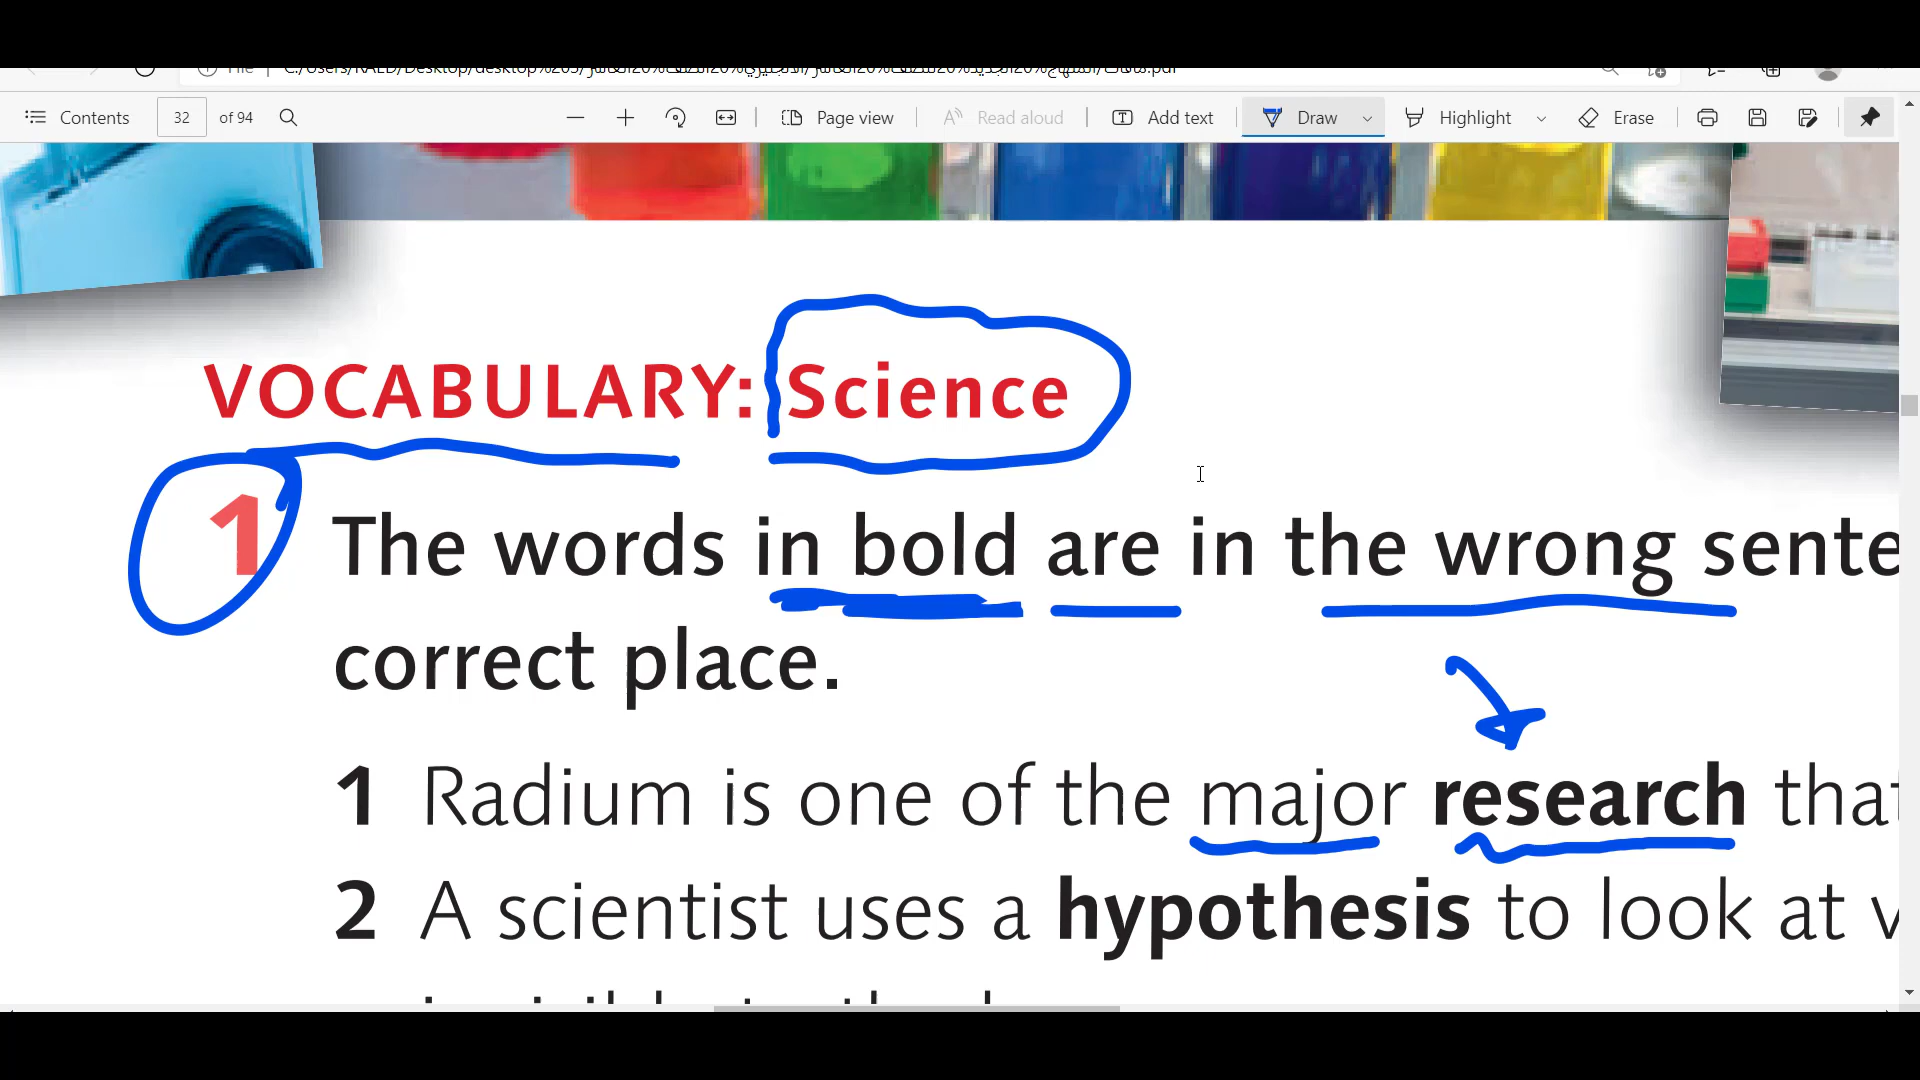 Contents 32 of 94 Page view Read aloud Add text Draw Highlight Erase
VOCABULARY: Science
1 The words in bold are in the wrong sente
correct place.
1 Radium is one of the major research that
2 A scientist uses a hypothesis to look at v